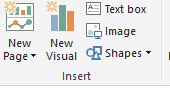 New
Page
New
Visual
Text box
Image
Shapes
Insert